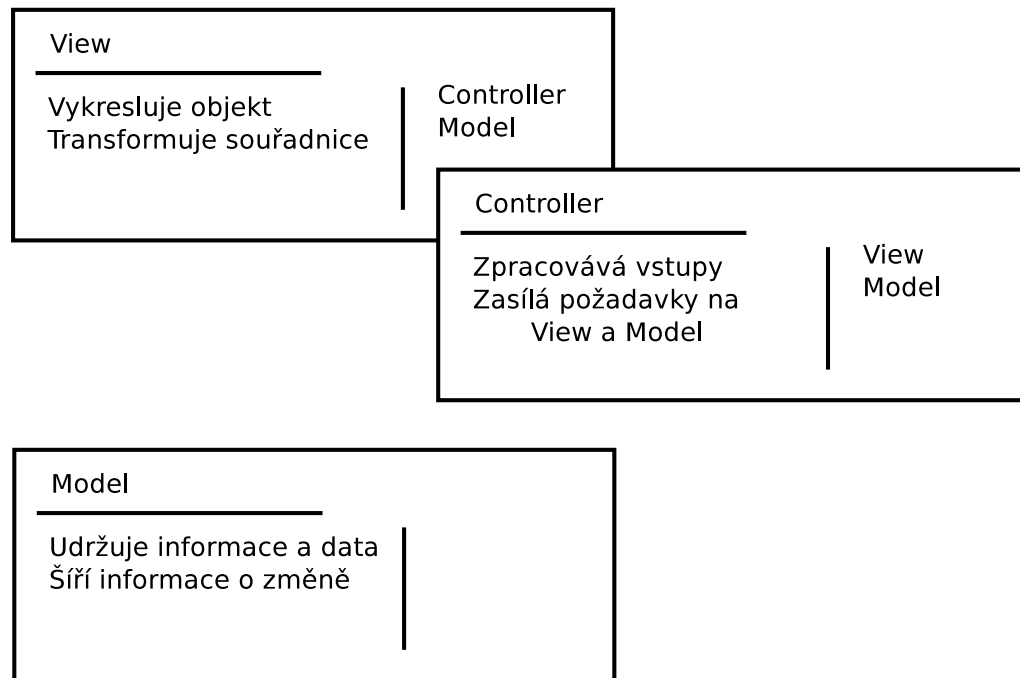 View
Vykresluje objekt
Transformuje souřadnice
Controller
Model
Controller
Zpracovává vstupy
Zasílá požadavky na
View a Model
View
Model
Model
Udržuje informace a data
Šíří informace o změně